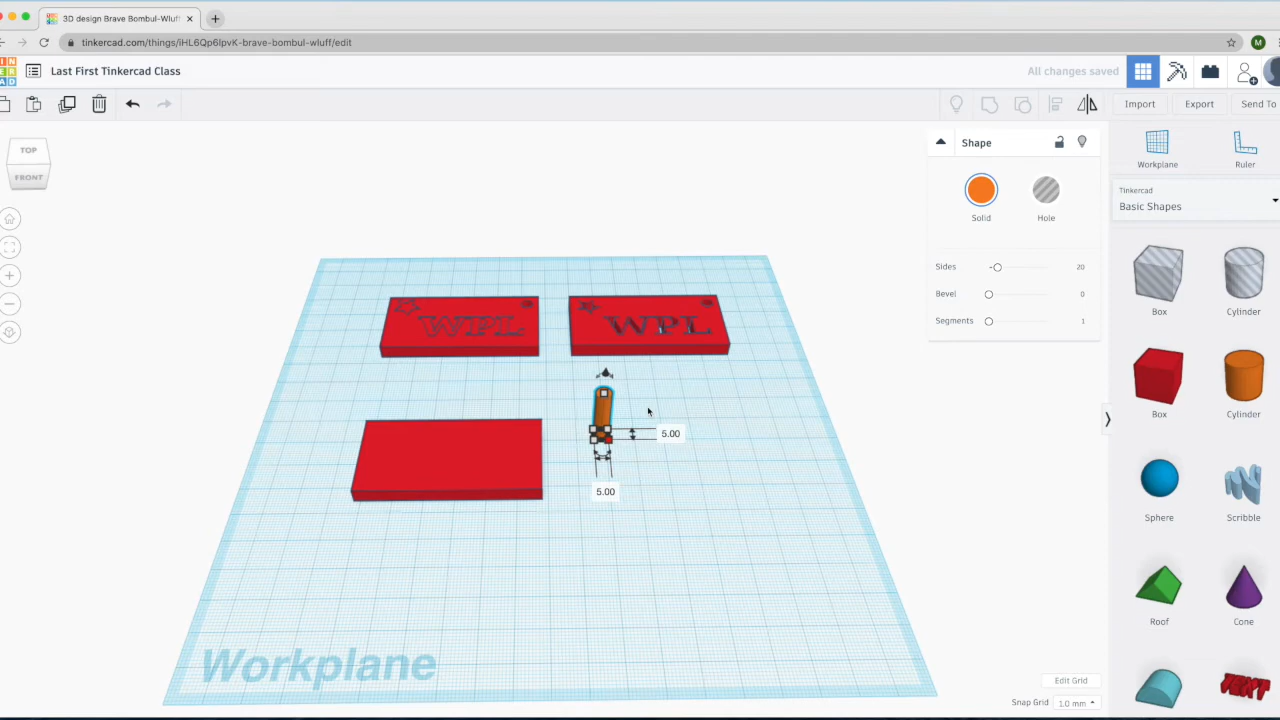 3D design Brave Bombul-Wluff
tinkercad.com/things/iHL6Qp6lpvK-brave-bombul-wluff/edit
M
Last First Tinkercad Class
All changes saved
Import
Export
Send To
TOP
FRONT
Shape
Solid
Hole
Sides
20
Bevel
0
Segments
1
Workplane
Ruler
Tinkercad
Basic Shapes
Box
Cylinder
Box
Cylinder
Sphere
Scribble
Roof
Cone
TEXT
WPL
WPL
5.00
5.00
Workplane
Edit Grid
Snap Grid
1.0 mm